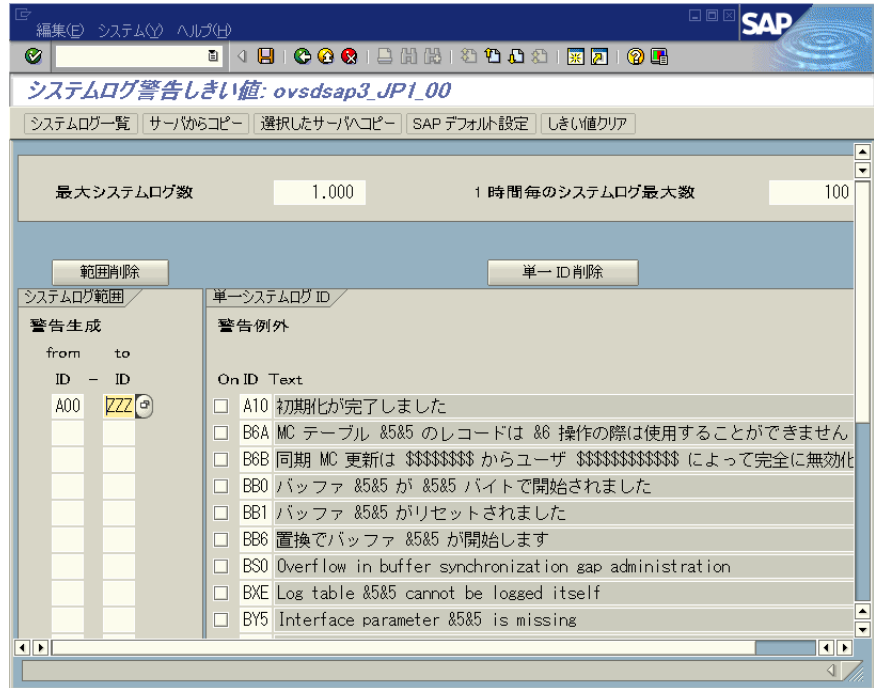 編集(E) システム(Y) ヘルプ(H)
SAP
システムログ警告しきい値: ovsdsap3_JP1_00
システムログ一覧 サーバからコピー 選択したサーバへコピー SAP デフォルト設定 しきい値クリア
最大システムログ数 1.000 1 時間毎のシステムログ最大数 100
範囲削除 単一 ID 削除
システムログ範囲 単一システムログ ID
警告生成 警告例外
from to
ID – ID On ID Text
A00 ZZZ A10 初期化が完了しました
B6A MC テーブル &5&5 のレコードは &6 操作の際は使用することができません
B6B 同期 MC 更新は $$$$$$$$ からユーザ $$$$$$$$$$$$ によって完全に無効化
BB0 バッファ &5&5 が &5&5 バイトで開始されました
BB1 バッファ &5&5 がリセットされました
BB6 置換でバッファ &5&5 が開始します
BS0 Overflow in buffer synchronization gap administration
BXE Log table &5&5 cannot be logged itself
BY5 Interface parameter &5&5 is missing